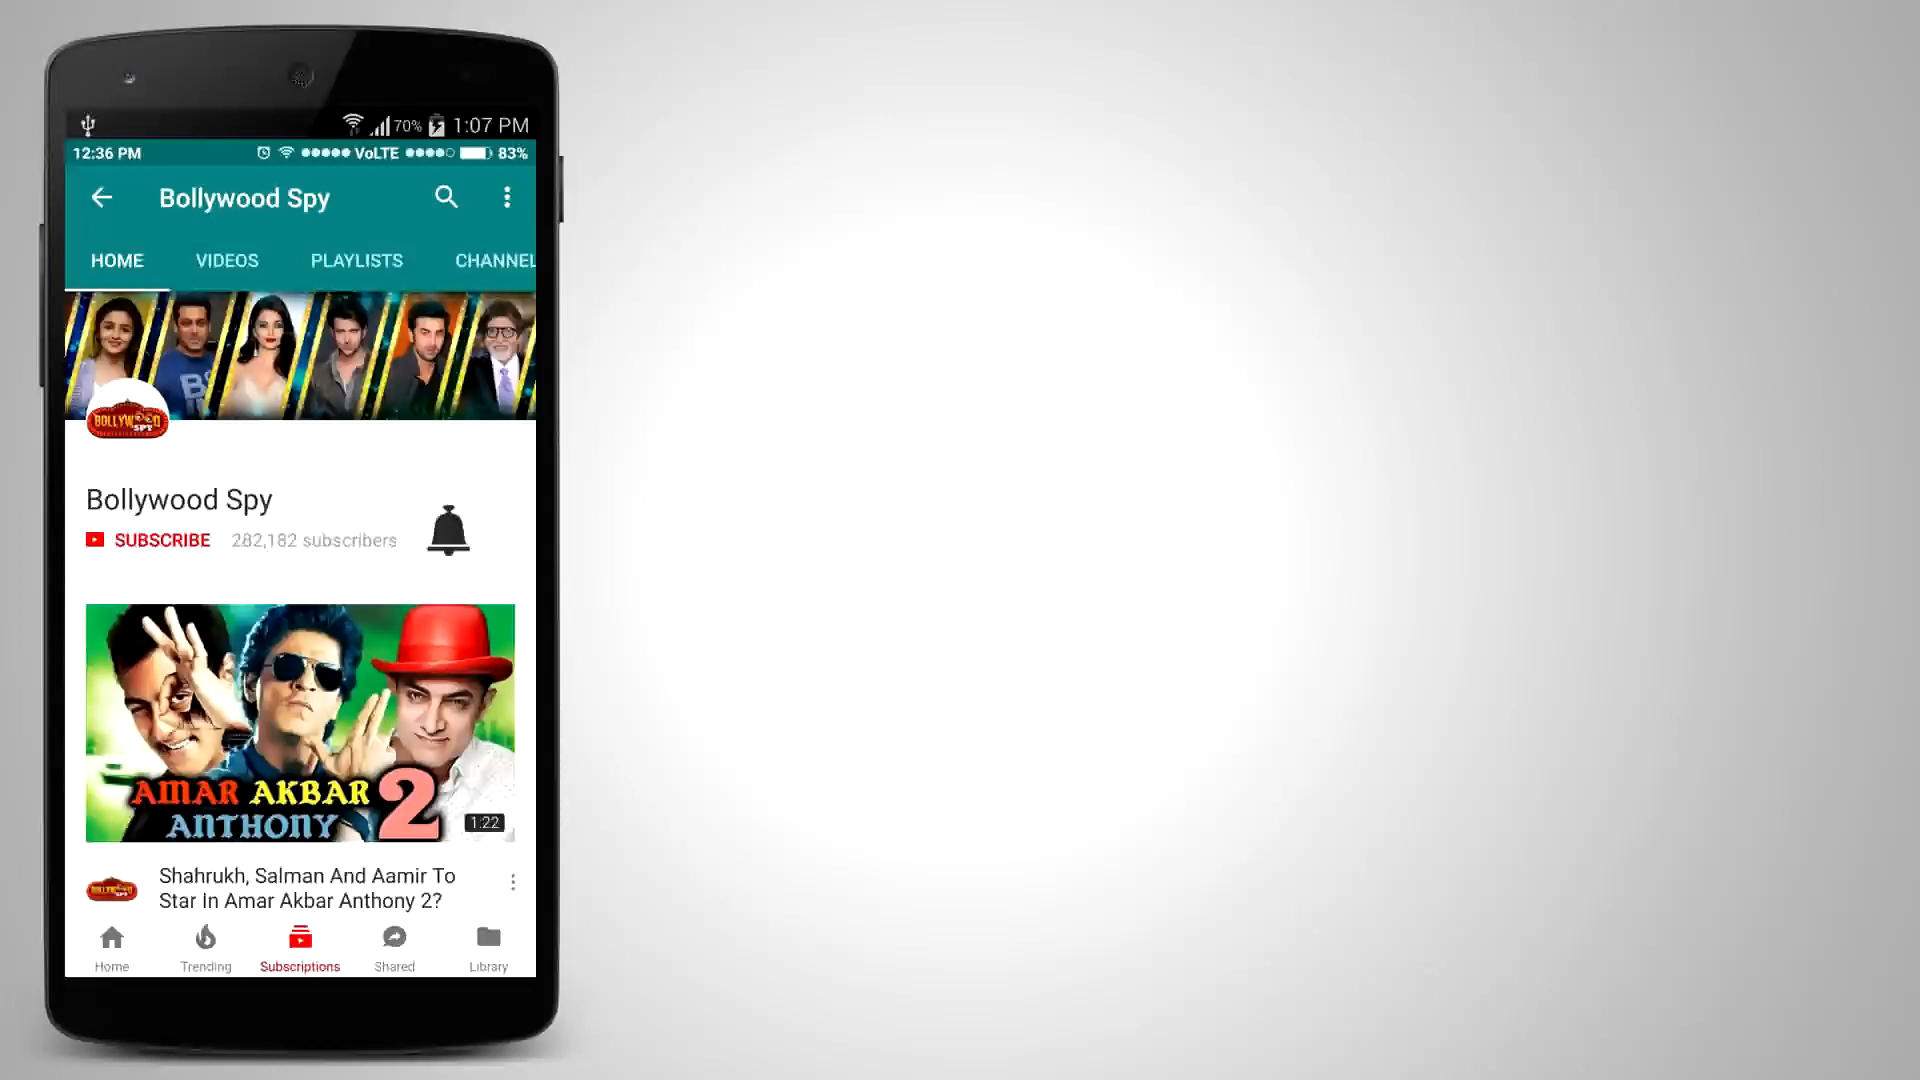 70% 1:07 PM
12:36 PM VoLTE 83%
Bollywood Spy
HOME VIDEOS PLAYLISTS CHANNEL
BOLLYWOOD
SPY
Bollywood Spy
SUBSCRIBE 282,182 subscribers
AMAR AKBAR 2
ANTHONY
1:22
Shahrukh, Salman And Aamir To
Star In Amar Akbar Anthony 2?
Home Trending Subscriptions Shared Library